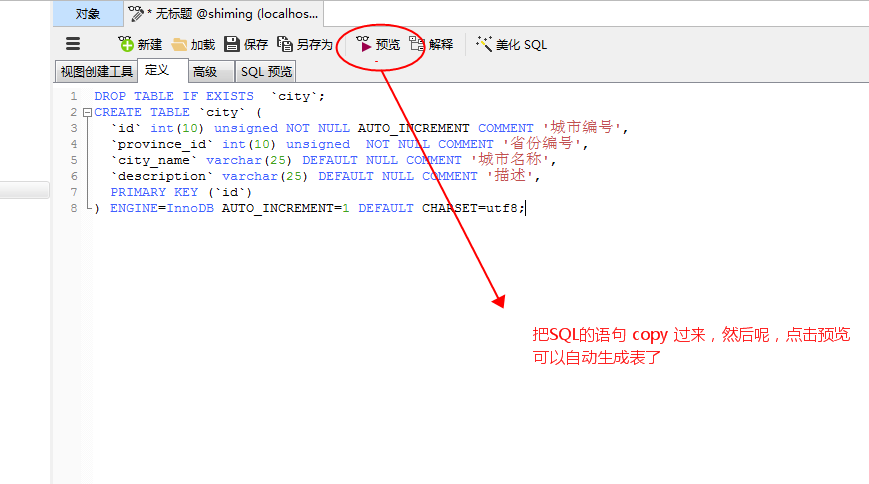 对象 * 无标题 @shiming (localhos...
新建 加载 保存 另存为 预览 解释 美化 SQL
视图创建工具 定义 高级 SQL 预览
1 DROP TABLE IF EXISTS  `city`;
2 CREATE TABLE `city` (
3   `id` int(10) unsigned NOT NULL AUTO_INCREMENT COMMENT '城市编号',
4   `province_id` int(10) unsigned  NOT NULL COMMENT '省份编号',
5   `city_name` varchar(25) DEFAULT NULL COMMENT '城市名称',
6   `description` varchar(25) DEFAULT NULL COMMENT '描述',
7   PRIMARY KEY (`id`)
8 ) ENGINE=InnoDB AUTO_INCREMENT=1 DEFAULT CHARSET=utf8;
把SQL的语句 copy 过来，然后呢，点击预览
可以自动生成表了